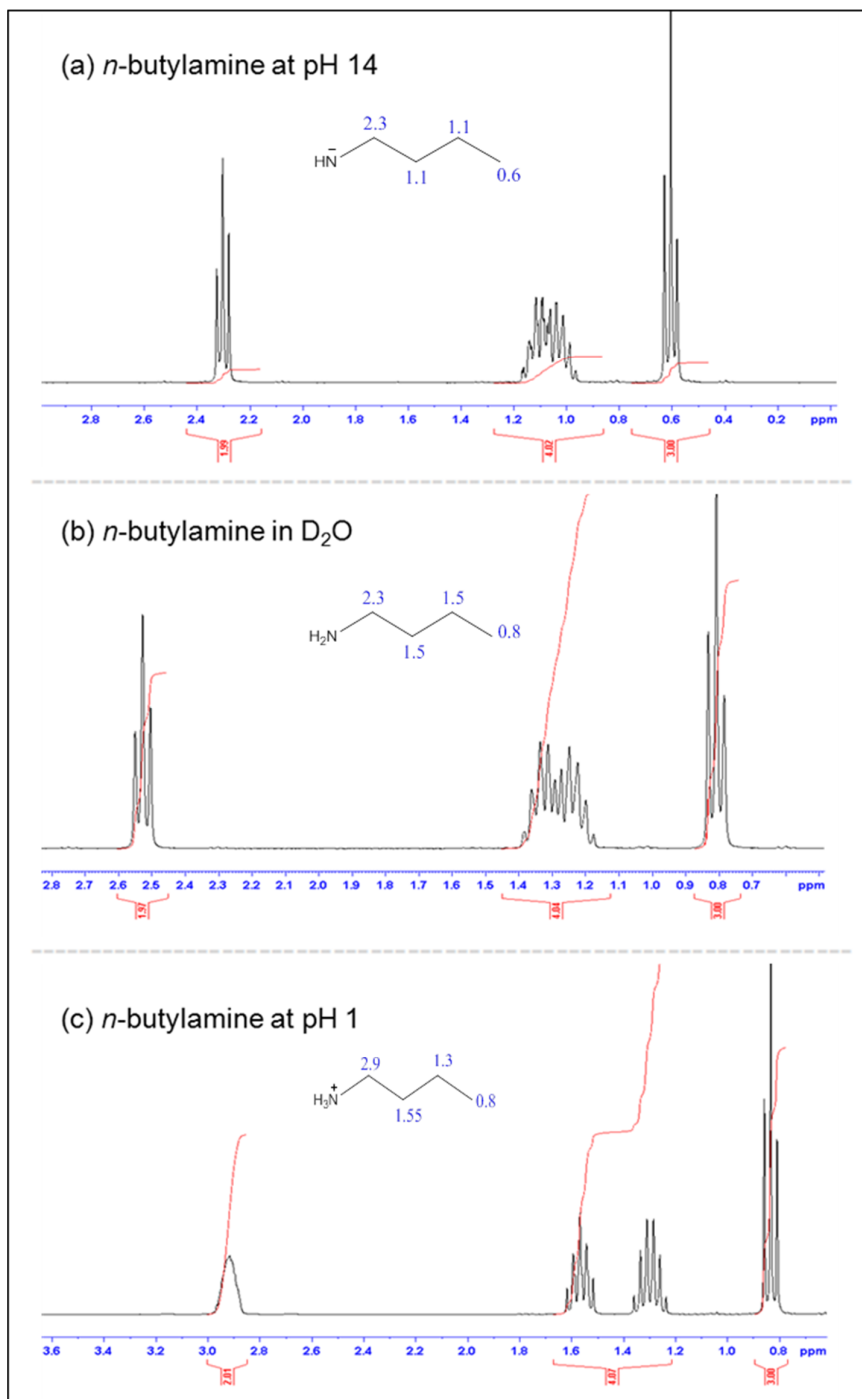 (a) n-butylamine at pH 14
2.3 1.1
HN̄
1.1 0.6
2.8 2.6 2.4 2.2 2.0 1.8 1.6 1.4 1.2 1.0 0.8 0.6 0.4 0.2 ppm
1.99 4.02 3.00
(b) n-butylamine in D₂O
2.3 1.5
0.8
H₂N
1.5
2.8 2.7 2.6 2.5 2.4 2.3 2.2 2.1 2.0 1.9 1.8 1.7 1.6 1.5 1.4 1.3 1.2 1.1 1.0 0.9 0.8 0.7 ppm
1.97 4.04 3.00
(c) n-butylamine at pH 1
2.9 1.3
+
H₃N 0.8
1.55
3.6 3.4 3.2 3.0 2.8 2.6 2.4 2.2 2.0 1.8 1.6 1.4 1.2 1.0 0.8 ppm
2.01 4.07 3.00